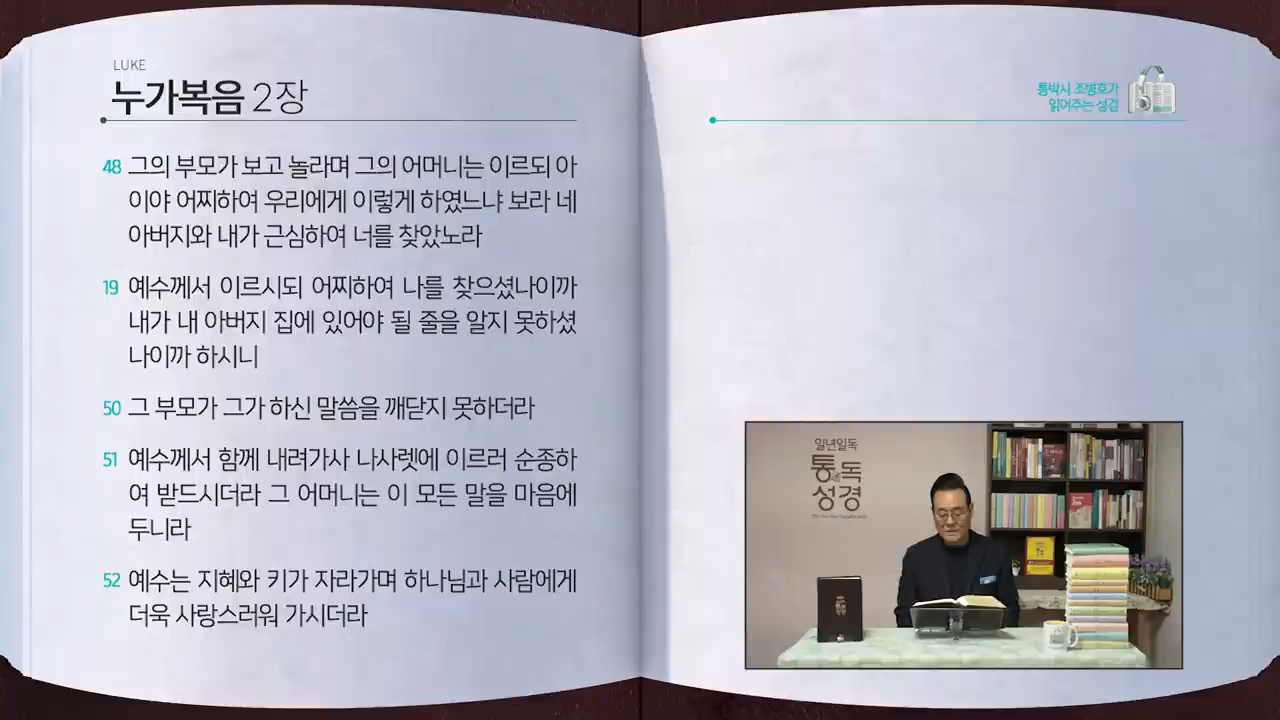 LUKE
누가복음 2장
48 그의 부모가 보고 놀라며 그의 어머니는 이르되 아
이야 어찌하여 우리에게 이렇게 하였느냐 보라 네
아버지와 내가 근심하여 너를 찾았노라
19 예수께서 이르시되 어찌하여 나를 찾으셨나이까
내가 내 아버지 집에 있어야 될 줄을 알지 못하셨
나이까 하시니
50 그 부모가 그가 하신 말씀을 깨닫지 못하더라
51 예수께서 함께 내려가사 나사렛에 이르러 순종하
여 받드시더라 그 어머니는 이 모든 말을 마음에
두니라
52 예수는 지혜와 키가 자라가며 하나님과 사람에게
더욱 사랑스러워 가시더라
통박사 조병호가
읽어주는 성경
일년일독
통독
성경